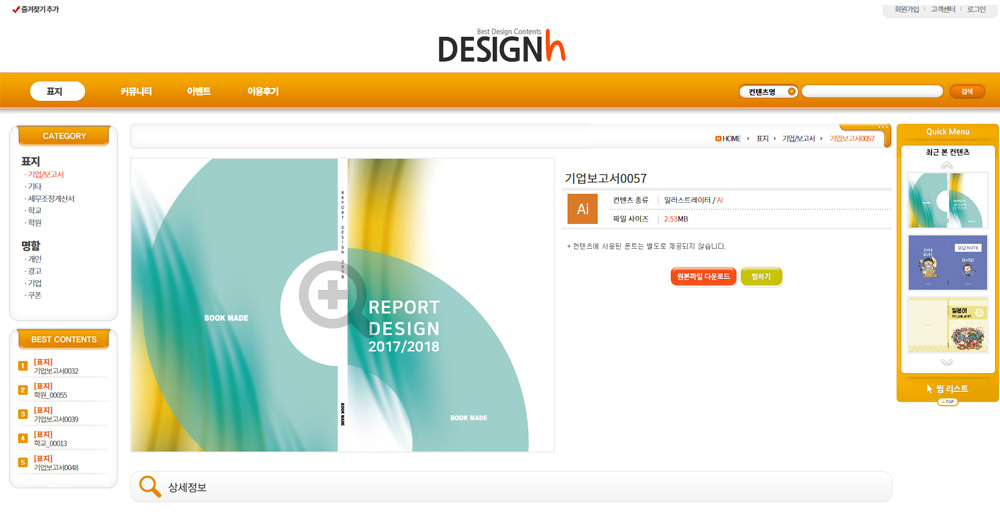 즐겨찾기 추가
회원가입 | 고객센터 | 로그인
Best Design Contents
DESIGNh
표지 커뮤니티 이벤트 이용후기
컨텐츠명 검색
CATEGORY
표지
· 기업/보고서
· 기타
· 세무조정계산서
· 학교
· 학원
명함
· 개인
· 광고
· 기업
· 쿠폰
BEST CONTENTS
1 [표지]
기업보고서0032
2 [표지]
학원_00055
3 [표지]
기업보고서0039
4 [표지]
학교_00013
5 [표지]
기업보고서0048
HOME › 표지 › 기업/보고서 › 기업보고서0057
REPORT DESIGN 2018
BOOK MADE
REPORT
DESIGN
2017/2018
BOOK MADE
BOOK MADE
기업보고서0057
Ai
컨텐츠 종류 | 일러스트레이터 / Ai
파일 사이즈 | 2.53MB
* 컨텐츠에 사용된 폰트는 별도로 제공되지 않습니다.
원본파일 다운로드 찜하기
상세정보
Quick Menu
최근 본 컨텐츠
NOTE
일본어
찜 리스트
TOP